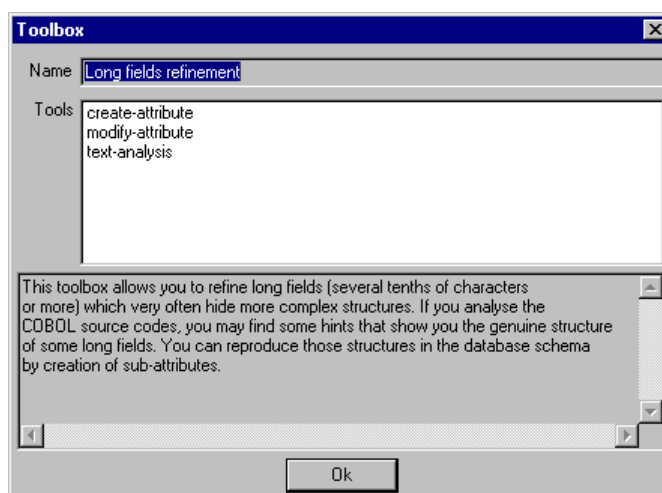 Toolbox
Name Long fields refinement
Tools create-attribute
modify-attribute
text-analysis
This toolbox allows you to refine long fields (several tenths of characters
or more) which very often hide more complex structures. If you analyse the
COBOL source codes, you may find some hints that show you the genuine structure
of some long fields. You can reproduce those structures in the database schema
by creation of sub-attributes.
Ok